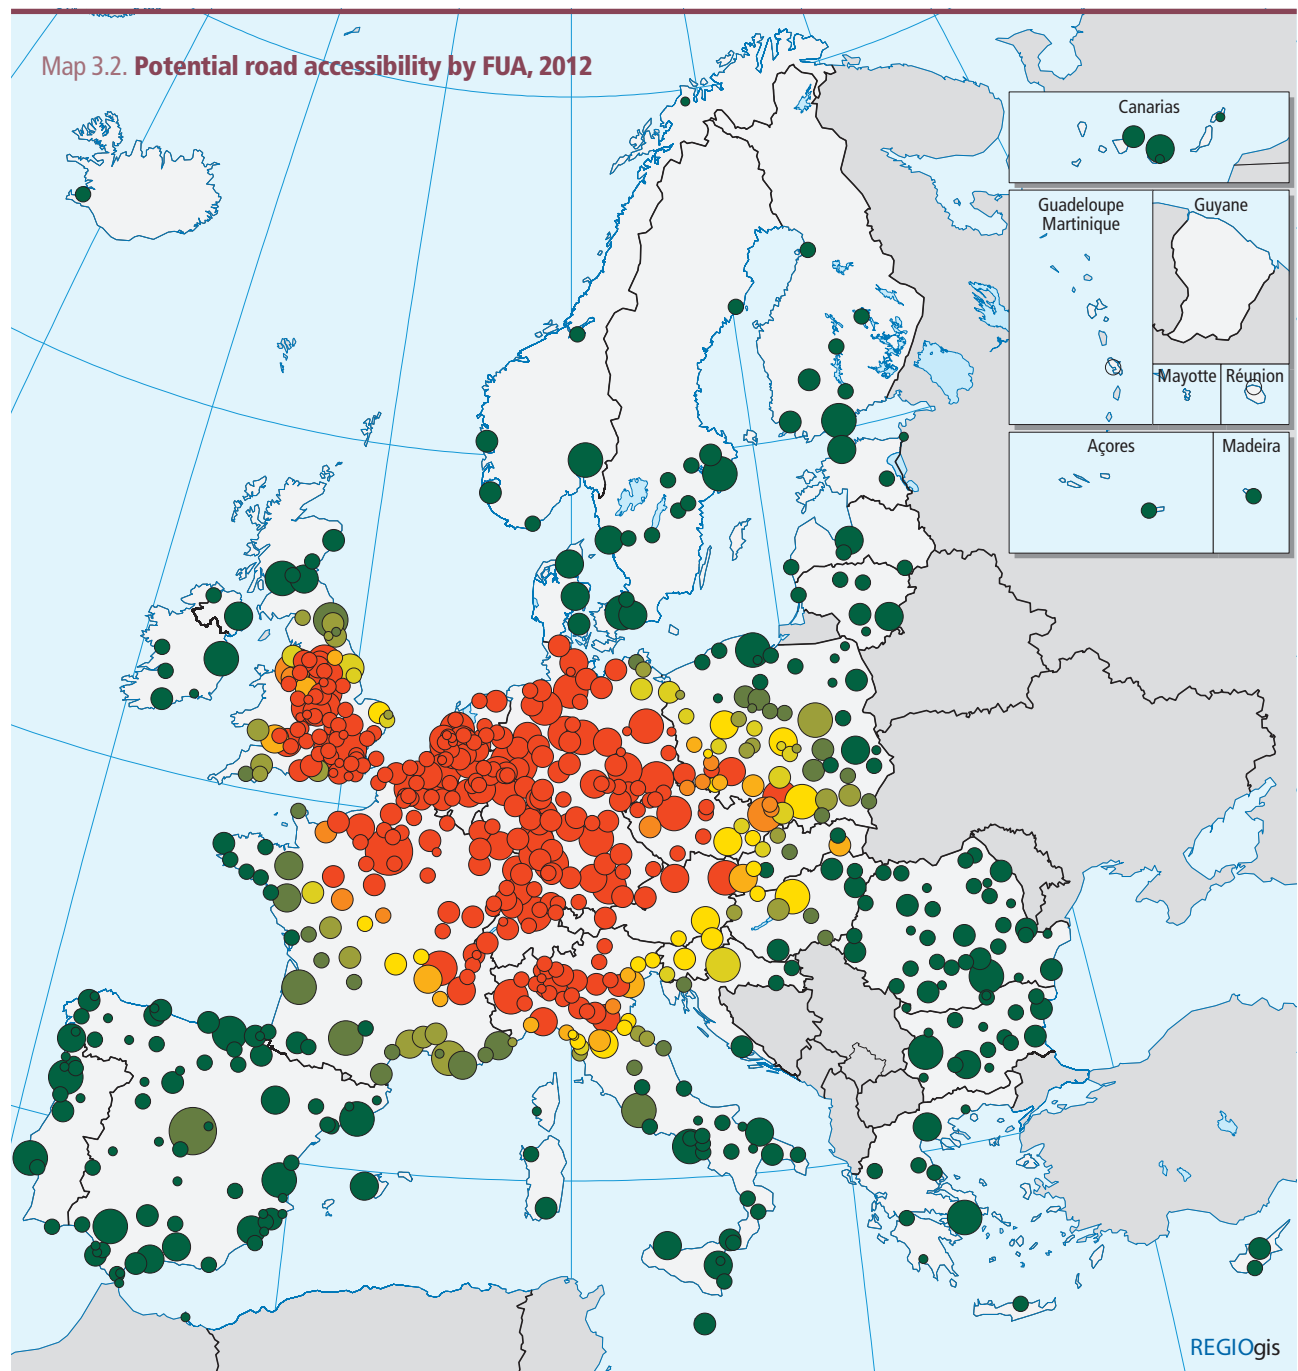 Map 3.2. Potential road accessibility by FUA, 2012
Canarias
Guadeloupe
Martinique
Guyane
Mayotte
Réunion
Açores
Madeira
REGIOgis